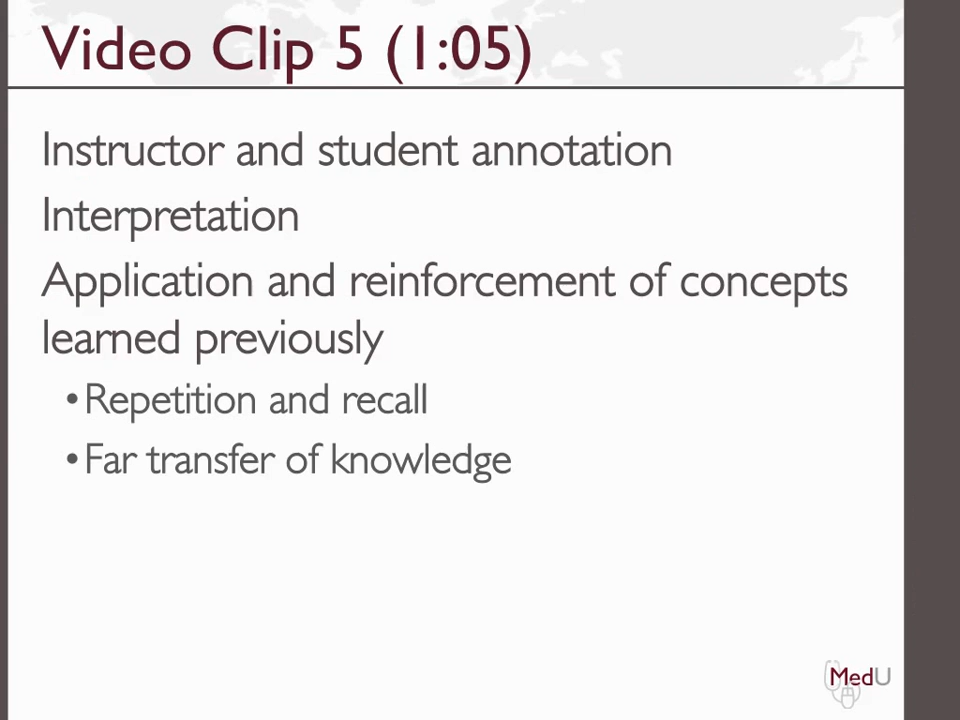 Video Clip 5 (1:05)
Instructor and student annotation
Interpretation
Application and reinforcement of concepts
learned previously
•Repetition and recall
•Far transfer of knowledge
MedU